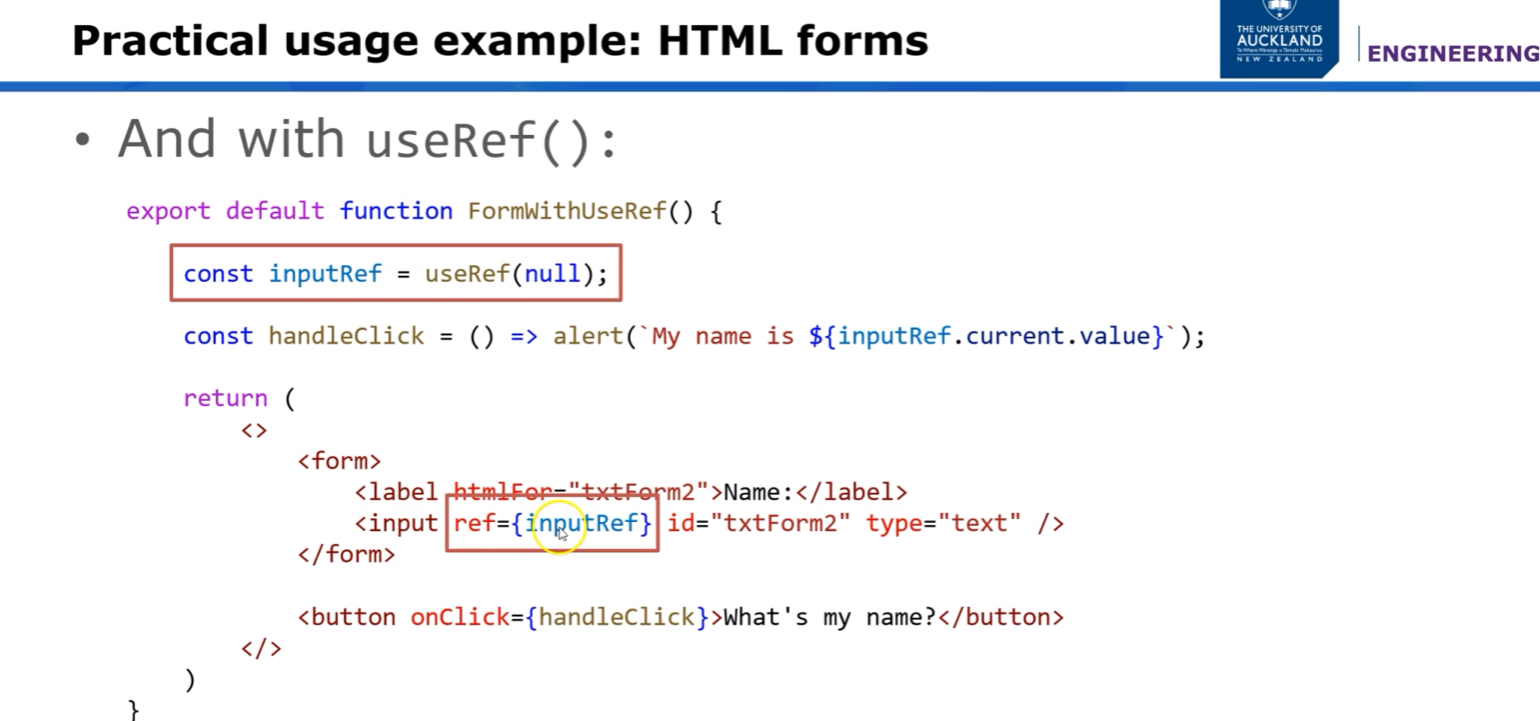 Practical usage example: HTML forms
THE UNIVERSITY OF
AUCKLAND
Te Whare Wānanga o Tāmaki Makaurau
NEW ZEALAND
ENGINEERING
• And with useRef():
export default function FormWithUseRef() {
const inputRef = useRef(null);
const handleClick = () => alert(`My name is ${inputRef.current.value}`);
return (
<>
<form>
<label htmlFor="txtForm2">Name:</label>
<input ref={inputRef} id="txtForm2" type="text" />
</form>
<button onClick={handleClick}>What's my name?</button>
</>
)
}